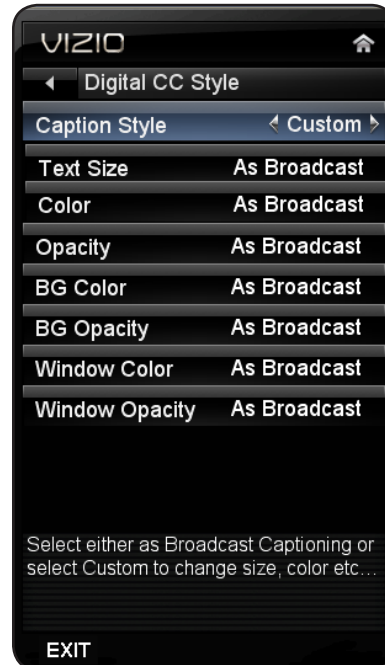 VIZIO
Digital CC Style
Caption Style Custom
Text Size As Broadcast
Color As Broadcast
Opacity As Broadcast
BG Color As Broadcast
BG Opacity As Broadcast
Window Color As Broadcast
Window Opacity As Broadcast
Select either as Broadcast Captioning or
select Custom to change size, color etc...
EXIT